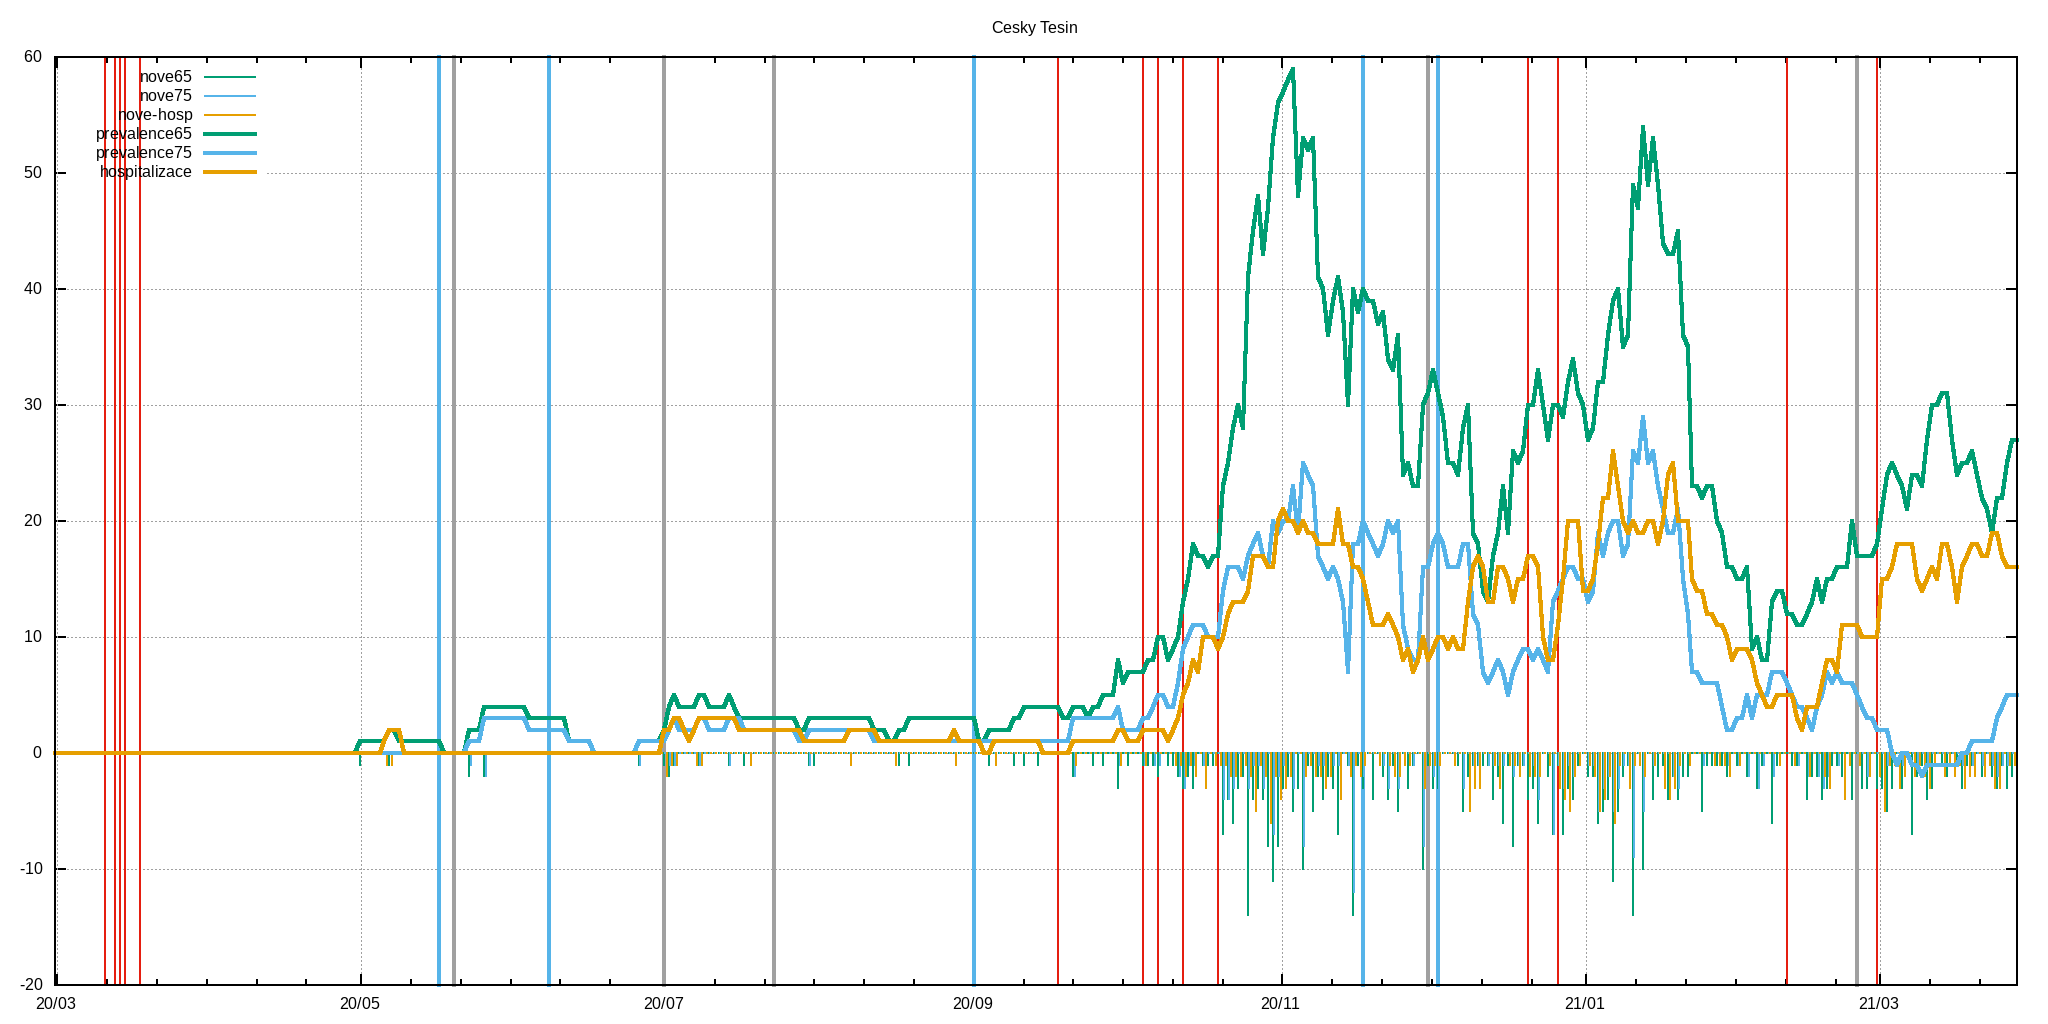 Cesky Tesin
60
nove65
nove75
nove-hosp
prevalence65
prevalence75
hospitalizace
50
40
30
20
10
0
-10
-20
20/03 20/05 20/07 20/09 20/11 21/01 21/03